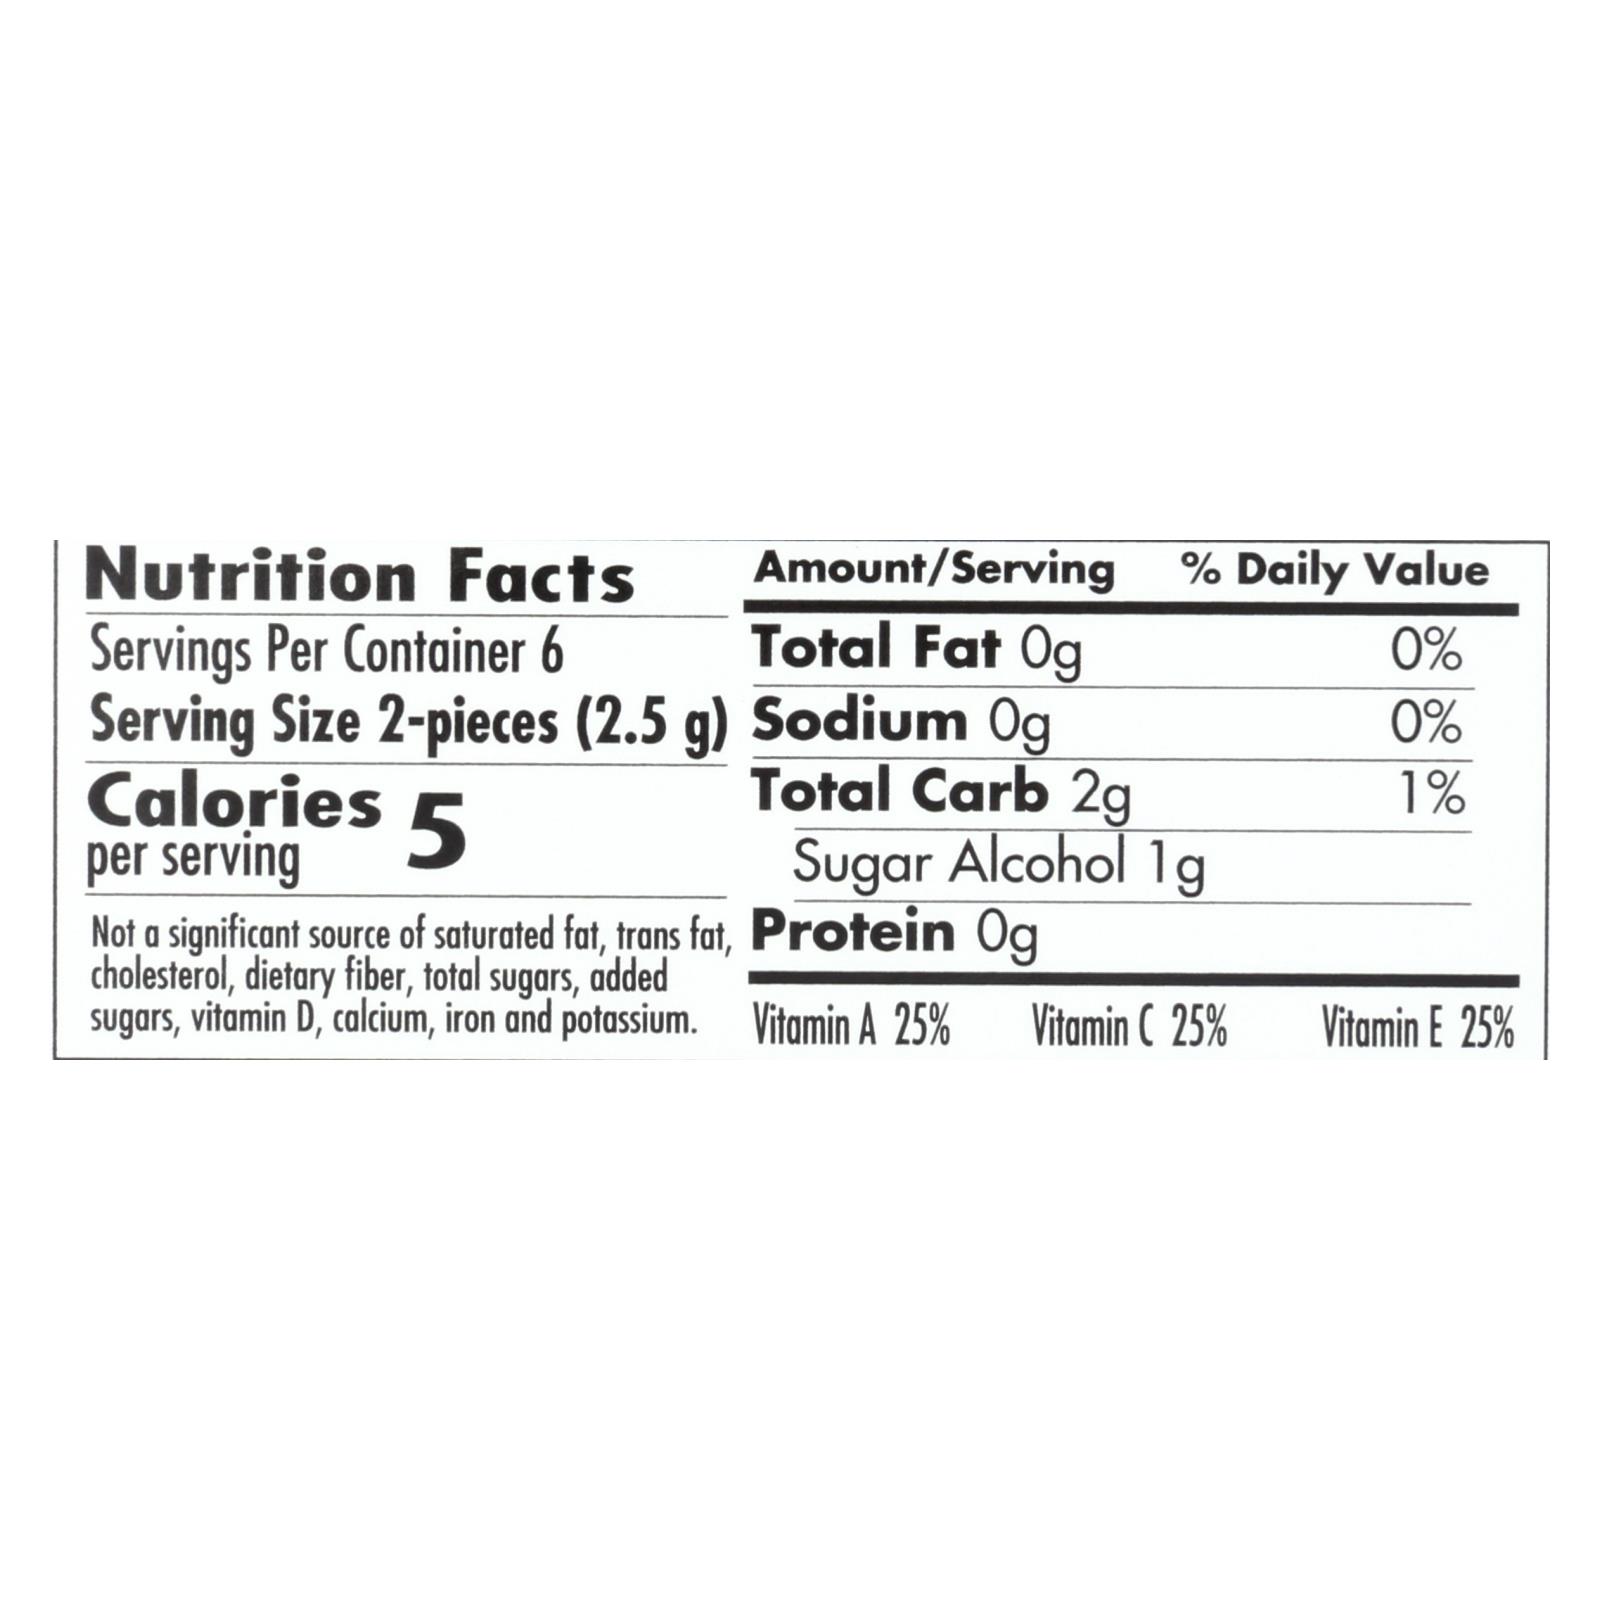 Nutrition Facts
Servings Per Container 6
Serving Size 2-pieces (2.5 g)
Calories 5
per serving
Not a significant source of saturated fat, trans fat,
cholesterol, dietary fiber, total sugars, added
sugars, vitamin D, calcium, iron and potassium.
Amount/Serving % Daily Value
Total Fat 0g 0%
Sodium 0g 0%
Total Carb 2g 1%
Sugar Alcohol 1g
Protein 0g
Vitamin A 25% Vitamin C 25% Vitamin E 25%